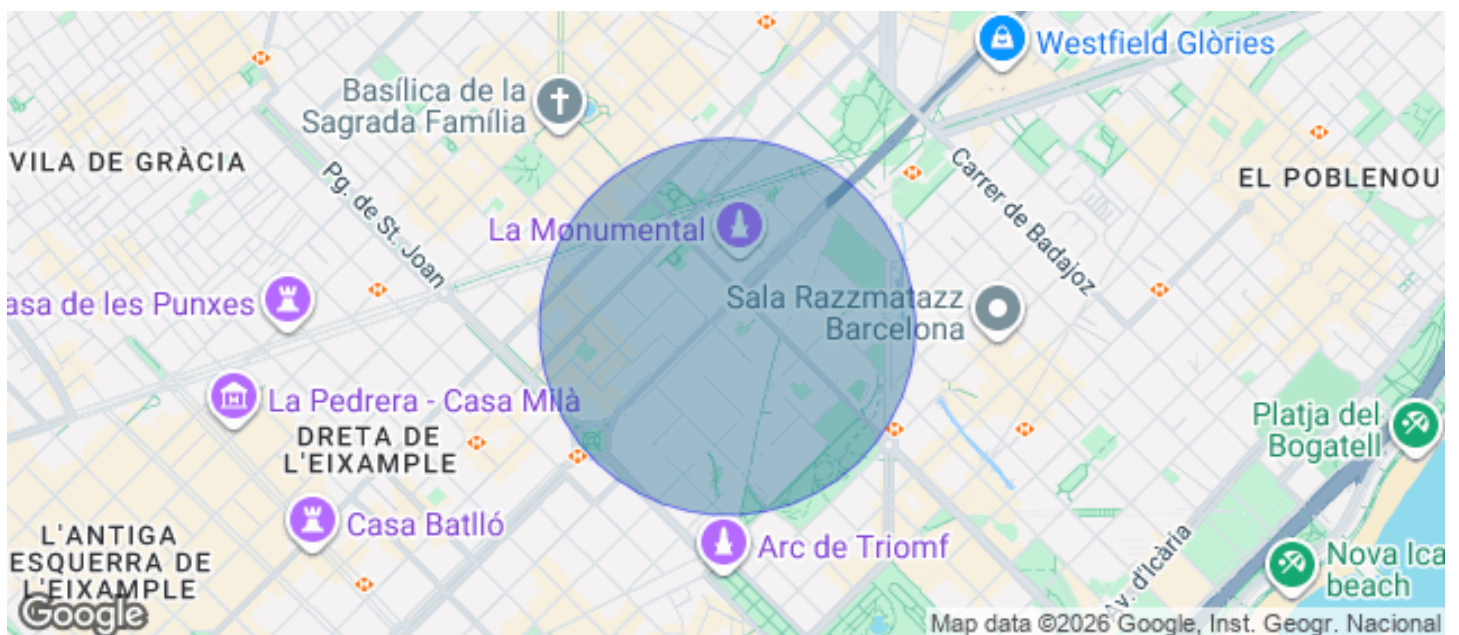 Westfield Glòries
Basílica de la
Sagrada Família
VILA DE GRÀCIA
Pg. de St. Joan
Carrer de Badajoz
EL POBLENOU
La Monumental
asa de les Punxes
Sala Razzmatazz
Barcelona
La Pedrera - Casa Milà
DRETA DE
L'EIXAMPLE
Platja del
Bogatell
Casa Batlló
Arc de Triomf
L'ANTIGA
ESQUERRA DE
L'EIXAMPLE
Av. d'Icària
Nova Ica
beach
Google
Map data ©2026 Google, Inst. Geogr. Nacional